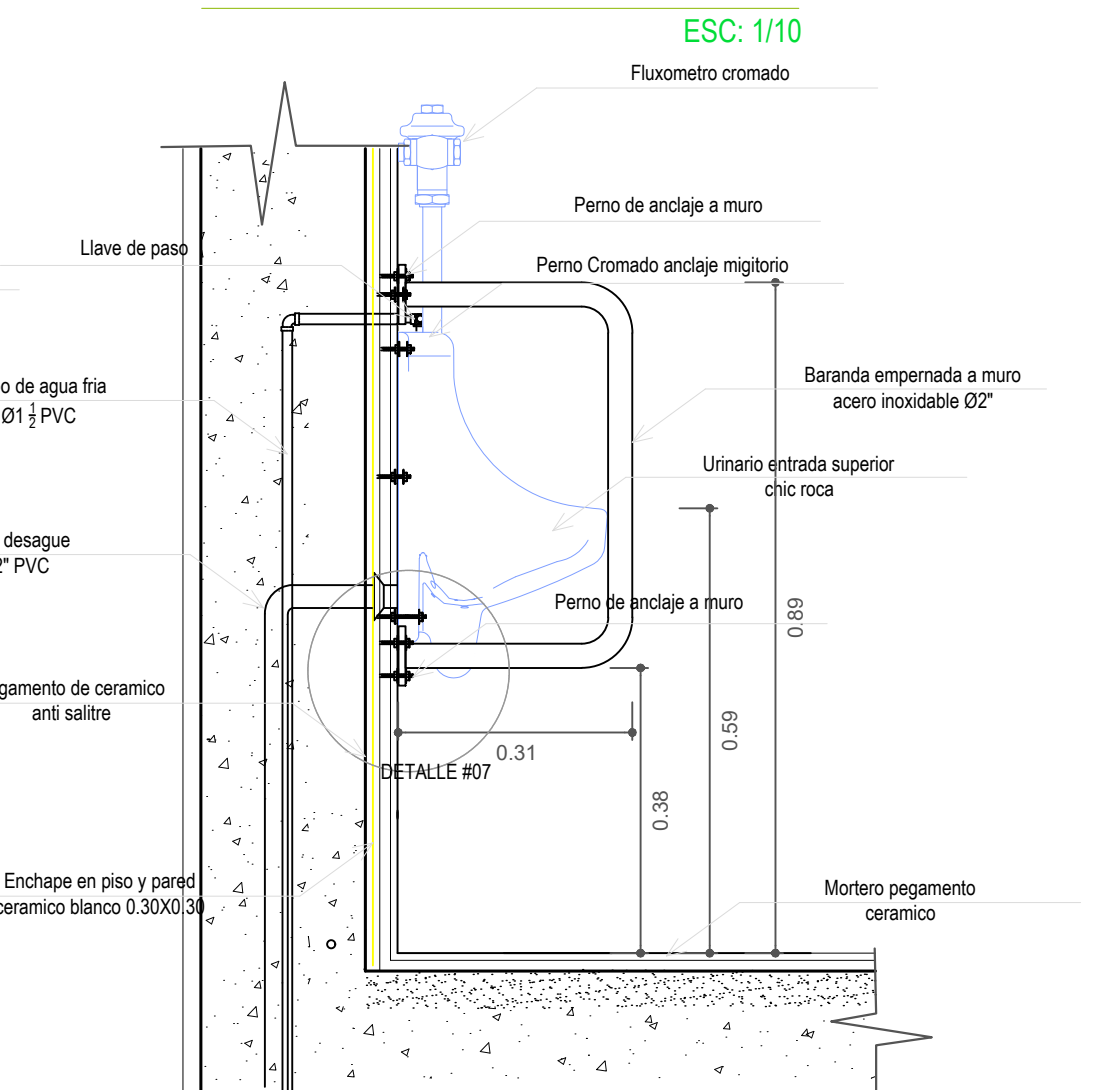 ESC: 1/10
Fluxometro cromado
Perno de anclaje a muro
Llave de paso
Perno Cromado anclaje migitorio
Baranda empernada a muro
acero inoxidable Ø2"
o de agua fria
Ø1 1/2 PVC
Urinario entrada superior
chic roca
desague
2" PVC
Perno de anclaje a muro
0.89
0.59
0.38
0.31
gamento de ceramico
anti salitre
DETALLE #07
Enchape en piso y pared
ceramico blanco 0.30X0.30
Mortero pegamento
ceramico